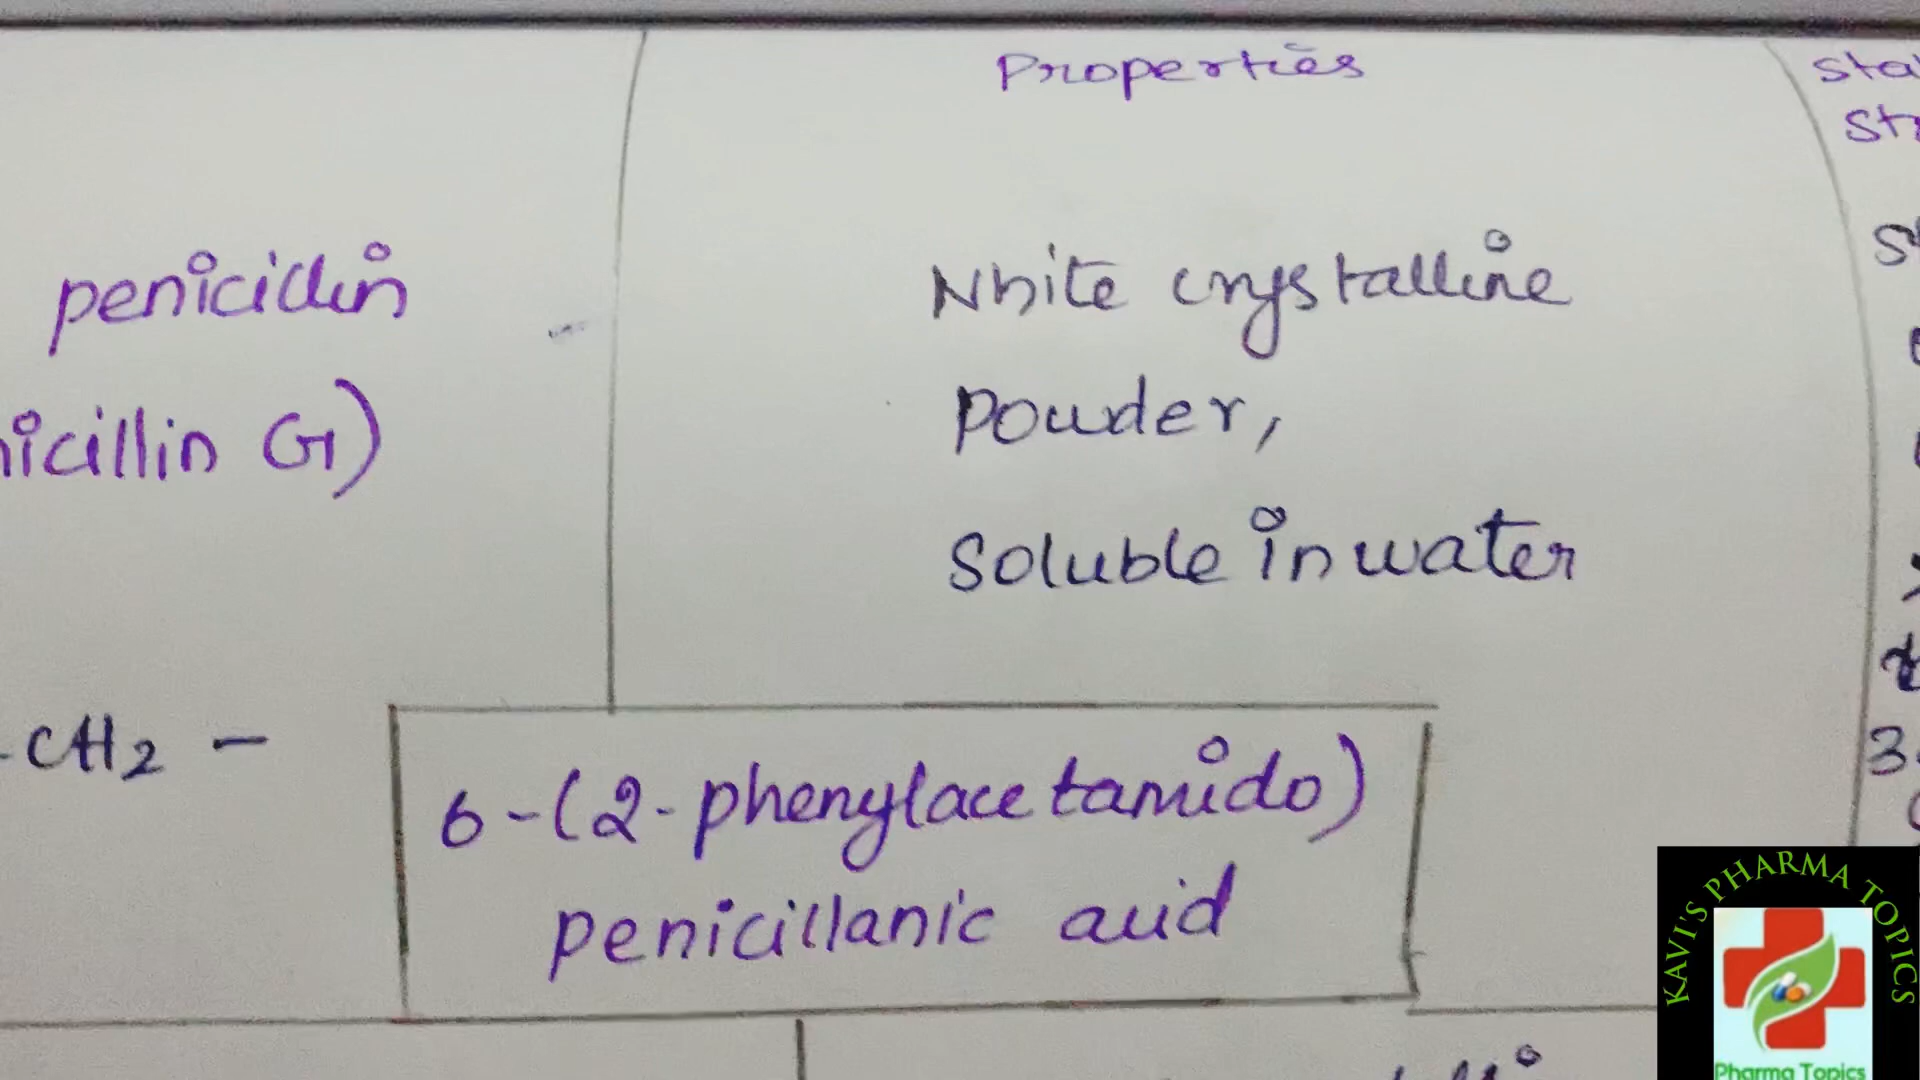 Properties
penicillin
nicillin G)
White crystalline
powder,
Soluble in water
-CH2 -
6-(2-phenylacetamido)
penicillanic acid
KAVI'S PHARMA TOPICS
Pharma Topics